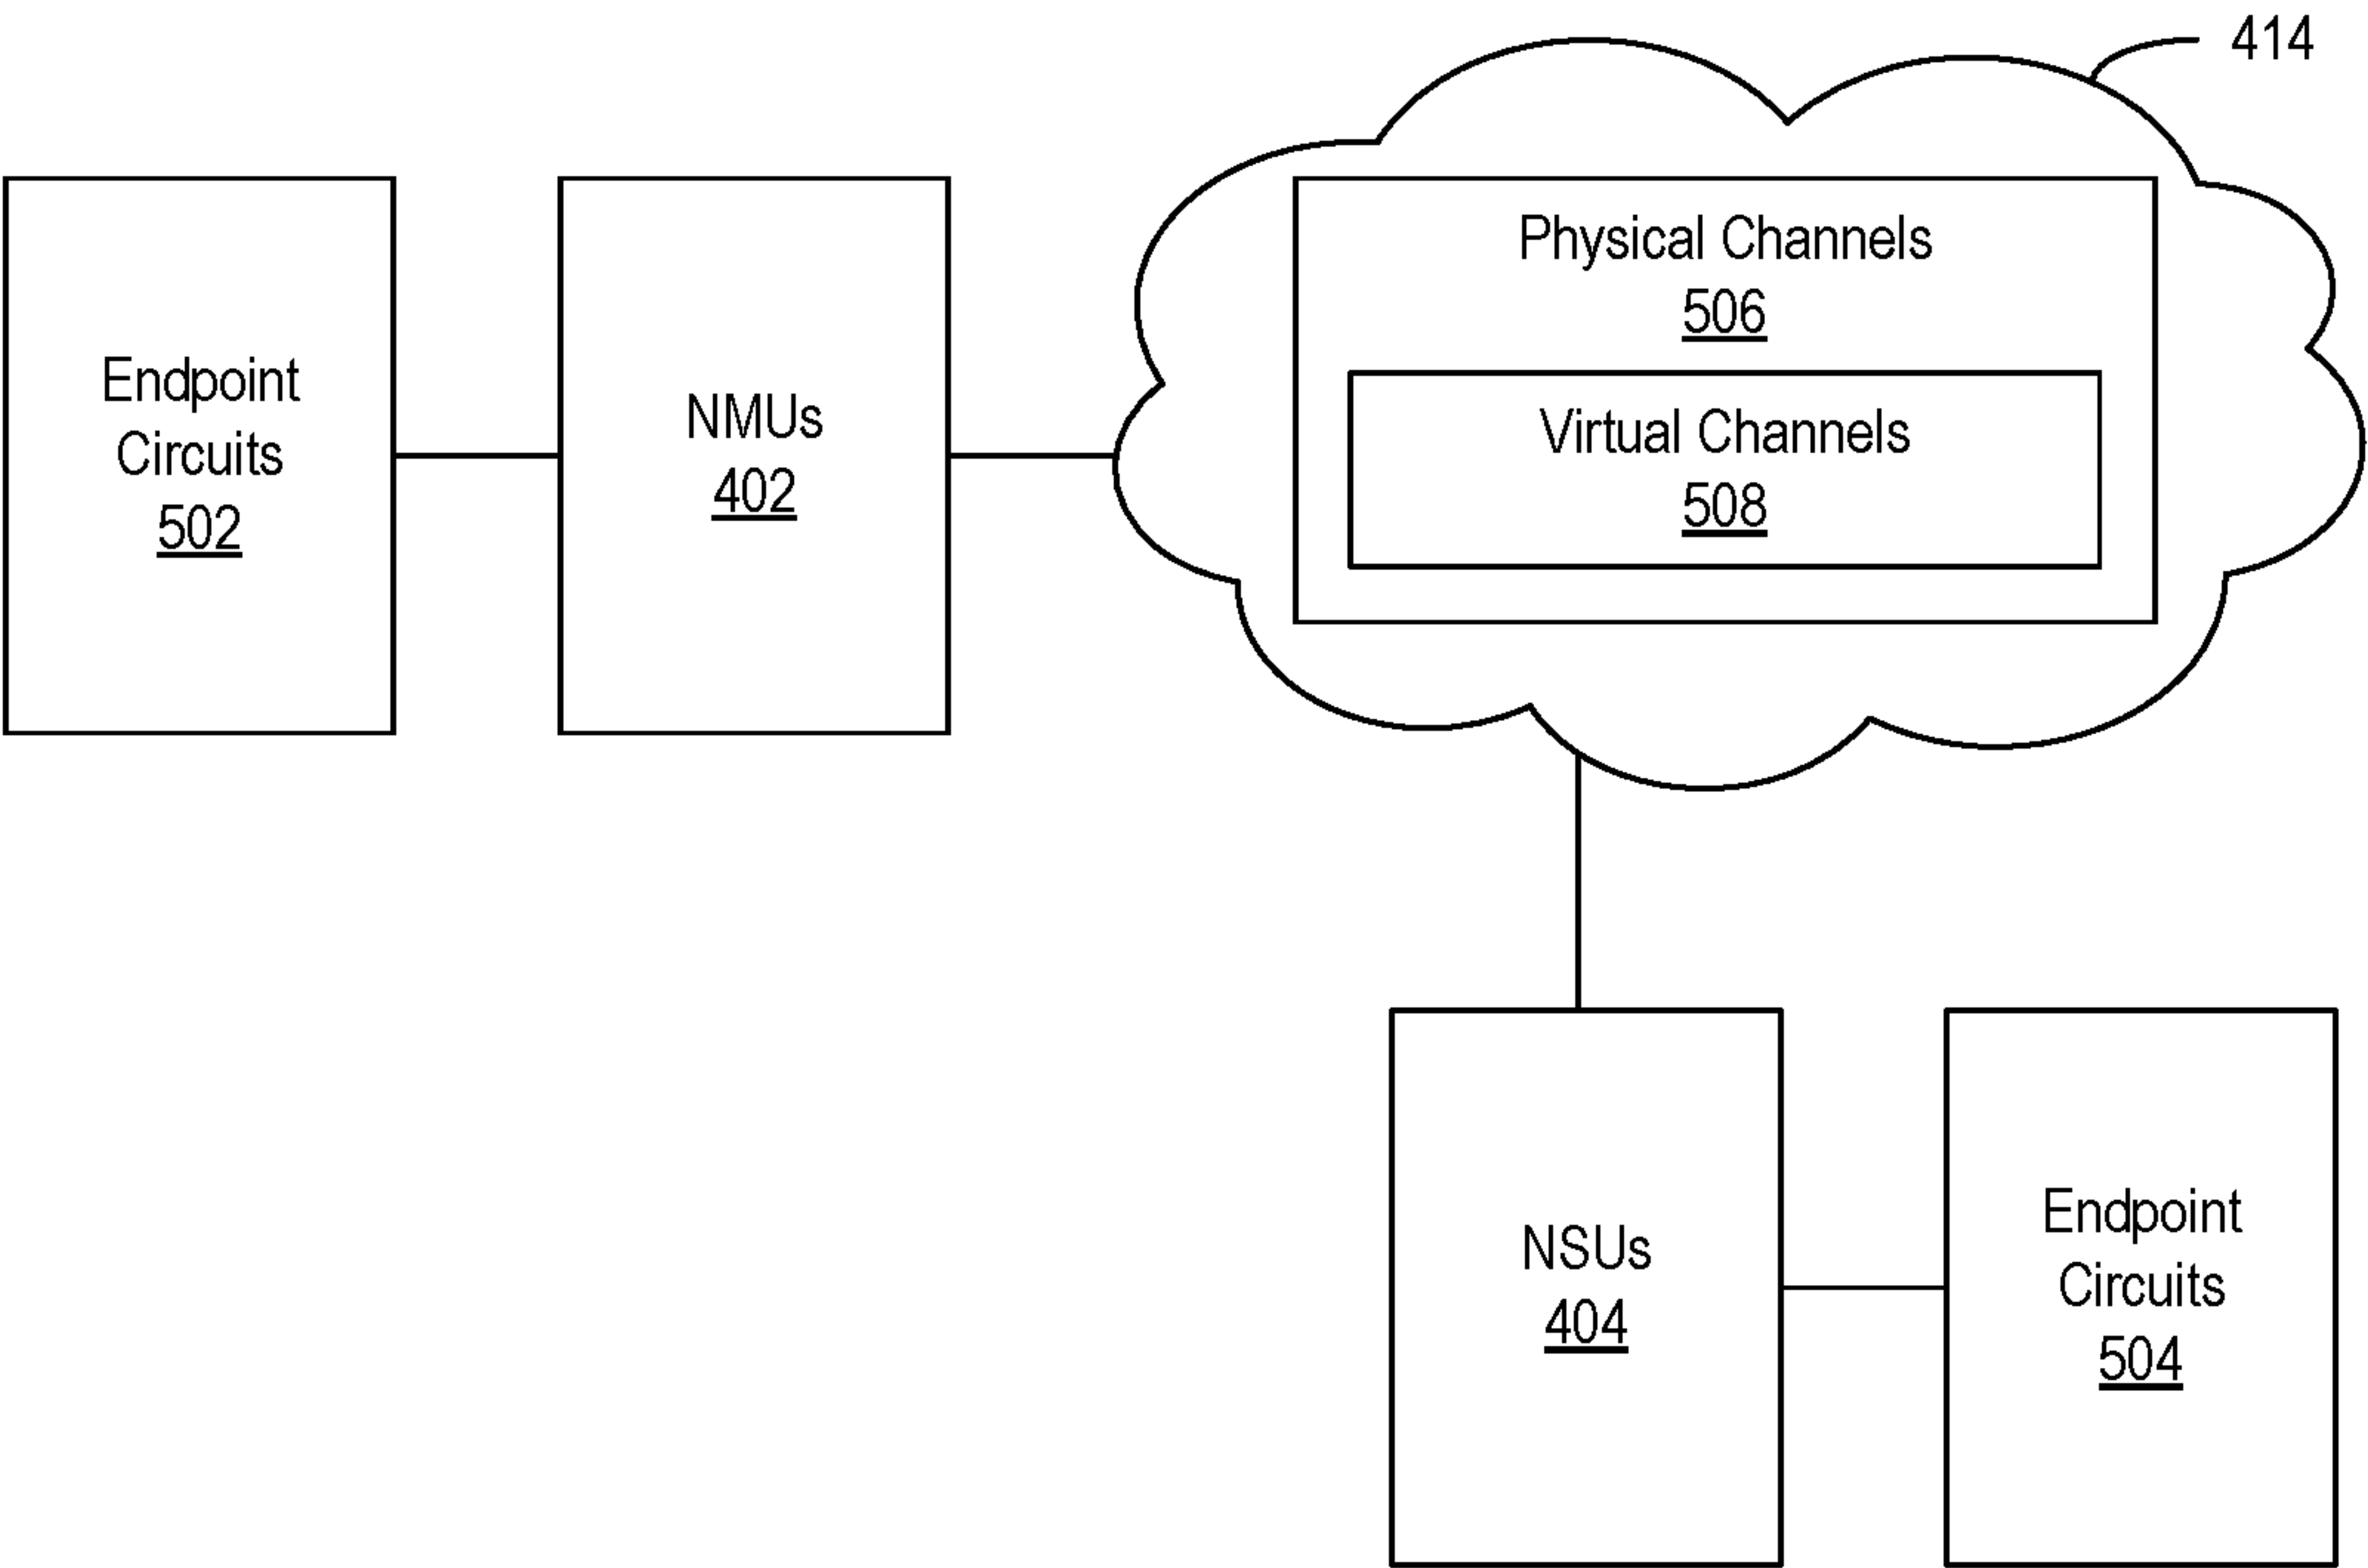 414
Physical Channels
506
Virtual Channels
508
Endpoint
Circuits
502
NMUs
402
NSUs
404
Endpoint
Circuits
504